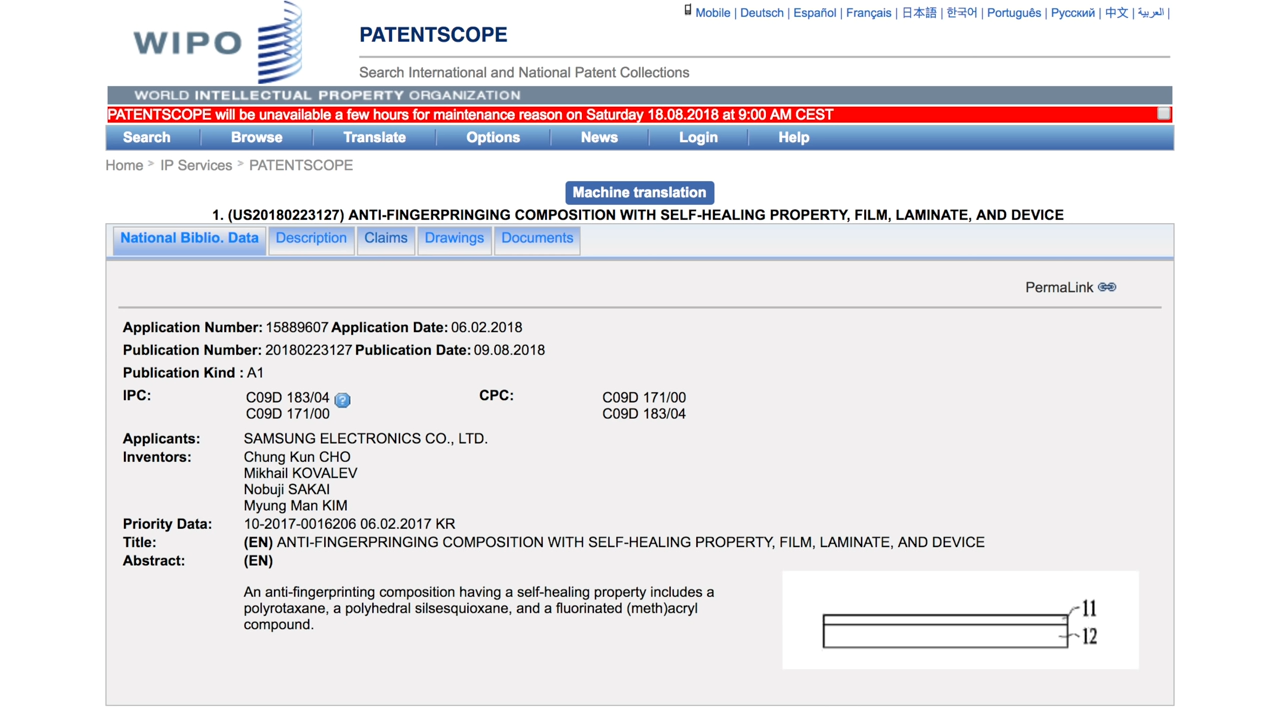 Mobile | Deutsch | Español | Français | 日本語 | 한국어 | Português | Русский | 中文 | العربية |
WIPO
PATENTSCOPE
Search International and National Patent Collections
WORLD INTELLECTUAL PROPERTY ORGANIZATION
PATENTSCOPE will be unavailable a few hours for maintenance reason on Saturday 18.08.2018 at 9:00 AM CEST
Search Browse Translate Options News Login Help
Home > IP Services > PATENTSCOPE
Machine translation
1. (US20180223127) ANTI-FINGERPRINGING COMPOSITION WITH SELF-HEALING PROPERTY, FILM, LAMINATE, AND DEVICE
National Biblio. Data Description Claims Drawings Documents
PermaLink
Application Number: 15889607 Application Date: 06.02.2018
Publication Number: 20180223127 Publication Date: 09.08.2018
Publication Kind : A1
IPC: C09D 183/04 ? CPC: C09D 171/00
C09D 171/00 C09D 183/04
Applicants: SAMSUNG ELECTRONICS CO., LTD.
Inventors: Chung Kun CHO
Mikhail KOVALEV
Nobuji SAKAI
Myung Man KIM
Priority Data: 10-2017-0016206 06.02.2017 KR
Title: (EN) ANTI-FINGERPRINGING COMPOSITION WITH SELF-HEALING PROPERTY, FILM, LAMINATE, AND DEVICE
Abstract: (EN)
An anti-fingerprinting composition having a self-healing property includes a
polyrotaxane, a polyhedral silsesquioxane, and a fluorinated (meth)acryl
compound.
11
12